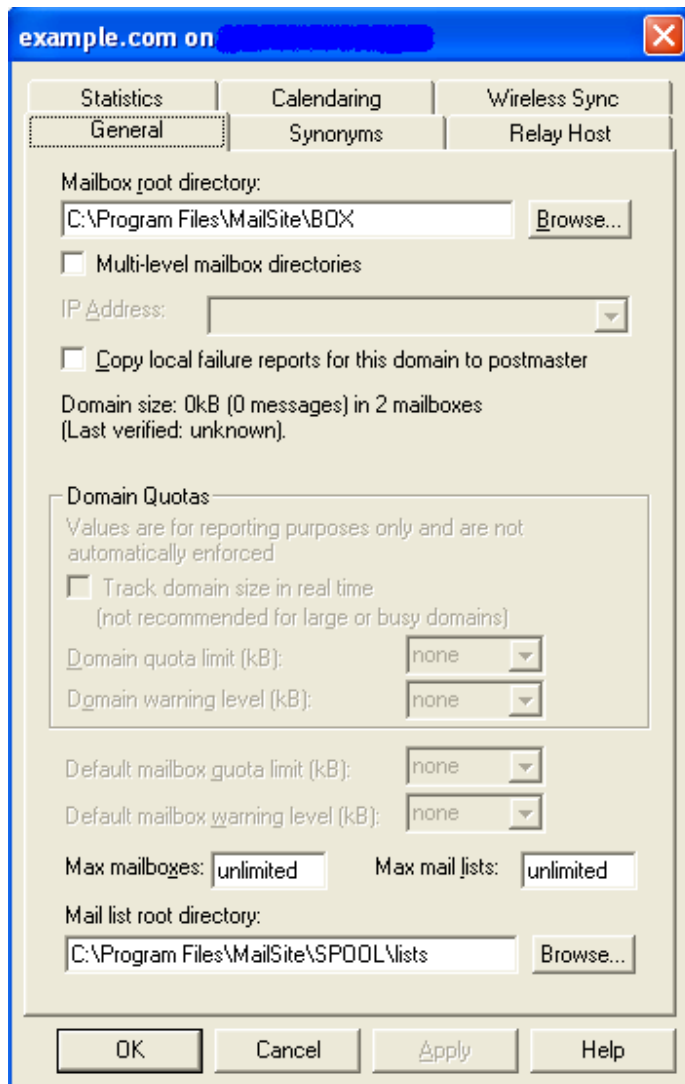 example.com on
Statistics
Calendaring
Wireless Sync
General
Synonyms
Relay Host
Mailbox root directory:
C:\Program Files\MailSite\BOX
Browse...
Multi-level mailbox directories
IP Address:
Copy local failure reports for this domain to postmaster
Domain size: 0kB (0 messages) in 2 mailboxes
(Last verified: unknown).
Domain Quotas
Values are for reporting purposes only and are not
automatically enforced
Track domain size in real time
(not recommended for large or busy domains)
Domain quota limit (kB):
none
Domain warning level (kB):
none
Default mailbox quota limit (kB):
none
Default mailbox warning level (kB):
none
Max mailboxes:
unlimited
Max mail lists:
unlimited
Mail list root directory:
C:\Program Files\MailSite\SPOOL\lists
Browse...
OK
Cancel
Apply
Help